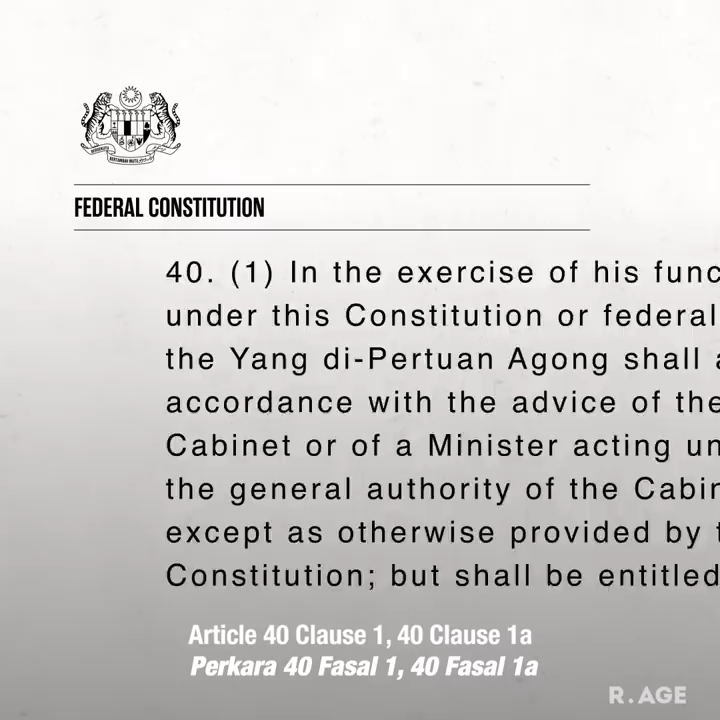 FEDERAL CONSTITUTION
40. (1) In the exercise of his func
under this Constitution or federal
the Yang di-Pertuan Agong shall a
accordance with the advice of the
Cabinet or of a Minister acting un
the general authority of the Cabin
except as otherwise provided by t
Constitution; but shall be entitled
Article 40 Clause 1, 40 Clause 1a
Perkara 40 Fasal 1, 40 Fasal 1a
R.AGE